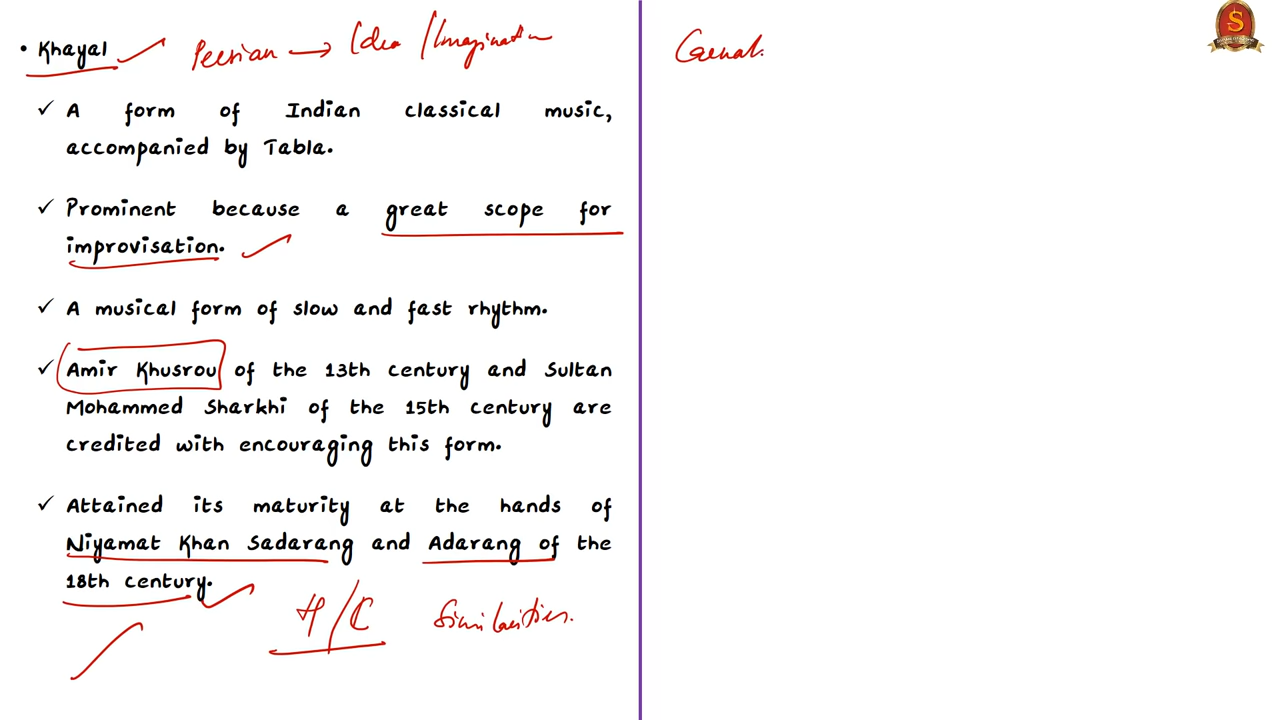 • Khayal
Persian → Idea / Imagination
✓ A form of Indian classical music,
accompanied by Tabla.
✓ Prominent because a great scope for
improvisation.
✓ A musical form of slow and fast rhythm.
✓ Amir Khusrou of the 13th century and Sultan
Mohammed Sharkhi of the 15th century are
credited with encouraging this form.
✓ Attained its maturity at the hands of
Niyamat Khan Sadarang and Adarang of the
18th century.
H/C Similarities.
S